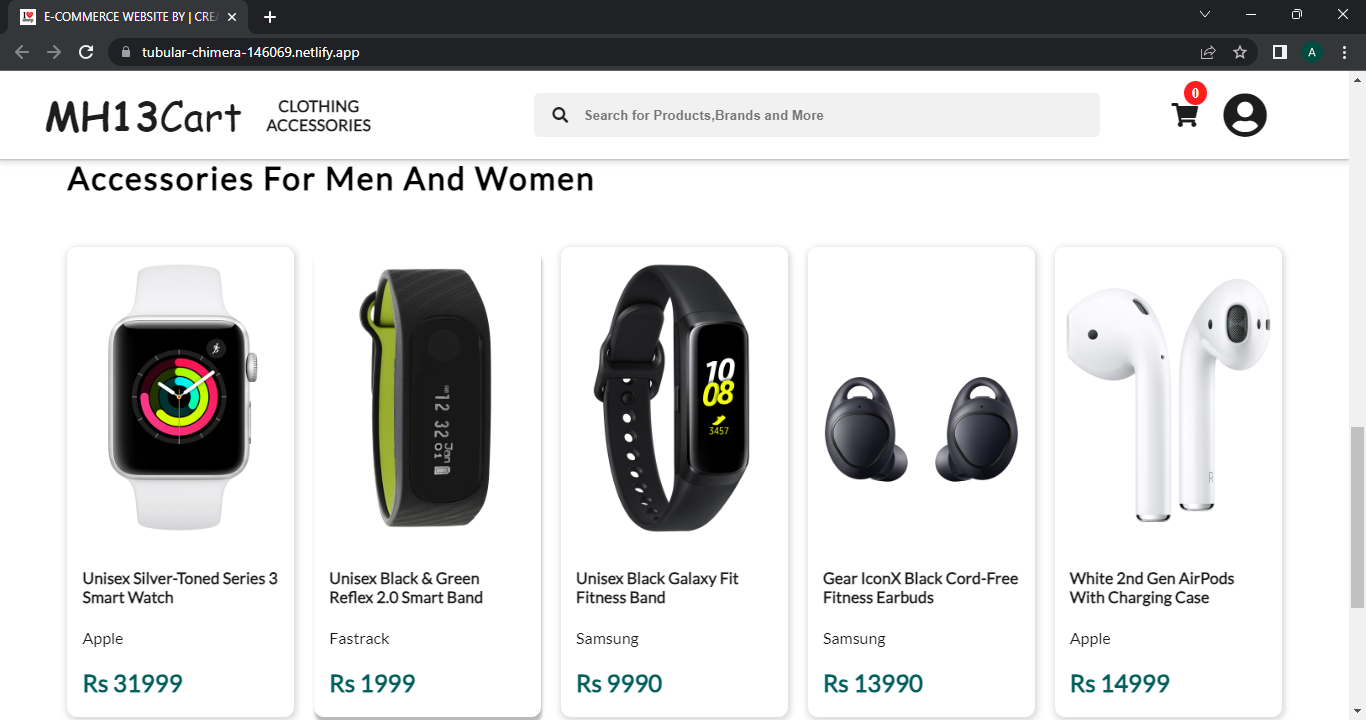 E-COMMERCE WEBSITE BY | CREA
tubular-chimera-146069.netlify.app
A
MH13Cart
CLOTHING
ACCESSORIES
Search for Products,Brands and More
0
Accessories For Men And Women
10
08
3457
12 32
Jan
01
R
Unisex Silver-Toned Series 3
Smart Watch
Apple
Rs 31999
Unisex Black & Green
Reflex 2.0 Smart Band
Fastrack
Rs 1999
Unisex Black Galaxy Fit
Fitness Band
Samsung
Rs 9990
Gear IconX Black Cord-Free
Fitness Earbuds
Samsung
Rs 13990
White 2nd Gen AirPods
With Charging Case
Apple
Rs 14999